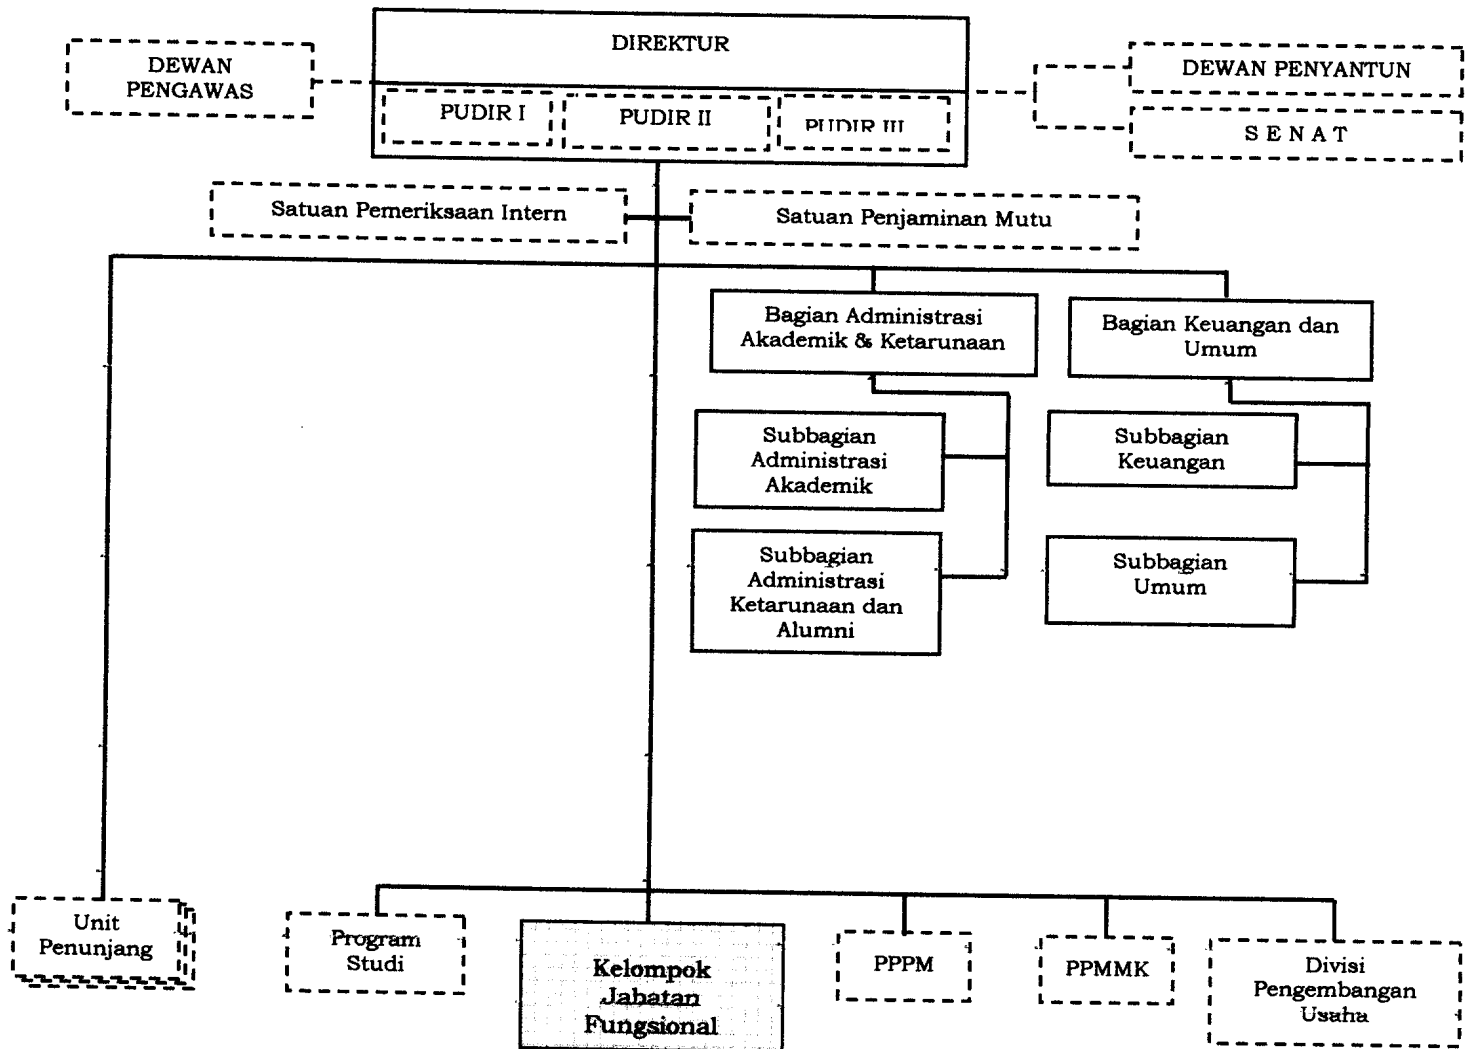 DIREKTUR
DEWAN
PENGAWAS
DEWAN PENYANTUN
PUDIR I
PUDIR II
PUDIR III
S E N A T
Satuan Pemeriksaan Intern
Satuan Penjaminan Mutu
Bagian Administrasi
Akademik & Ketarunaan
Bagian Keuangan dan
Umum
Subbagian
Administrasi
Akademik
Subbagian
Keuangan
Subbagian
Administrasi
Ketarunaan dan
Alumni
Subbagian
Umum
Unit
Penunjang
Program
Studi
Kelompok
Jabatan
Fungsional
PPPM
PPMMK
Divisi
Pengembangan
Usaha